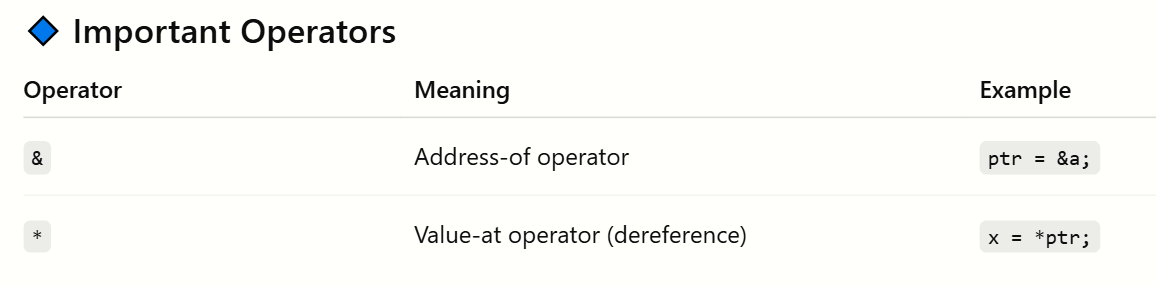 Important Operators
Operator Meaning Example
& Address-of operator ptr = &a;
* Value-at operator (dereference) x = *ptr;